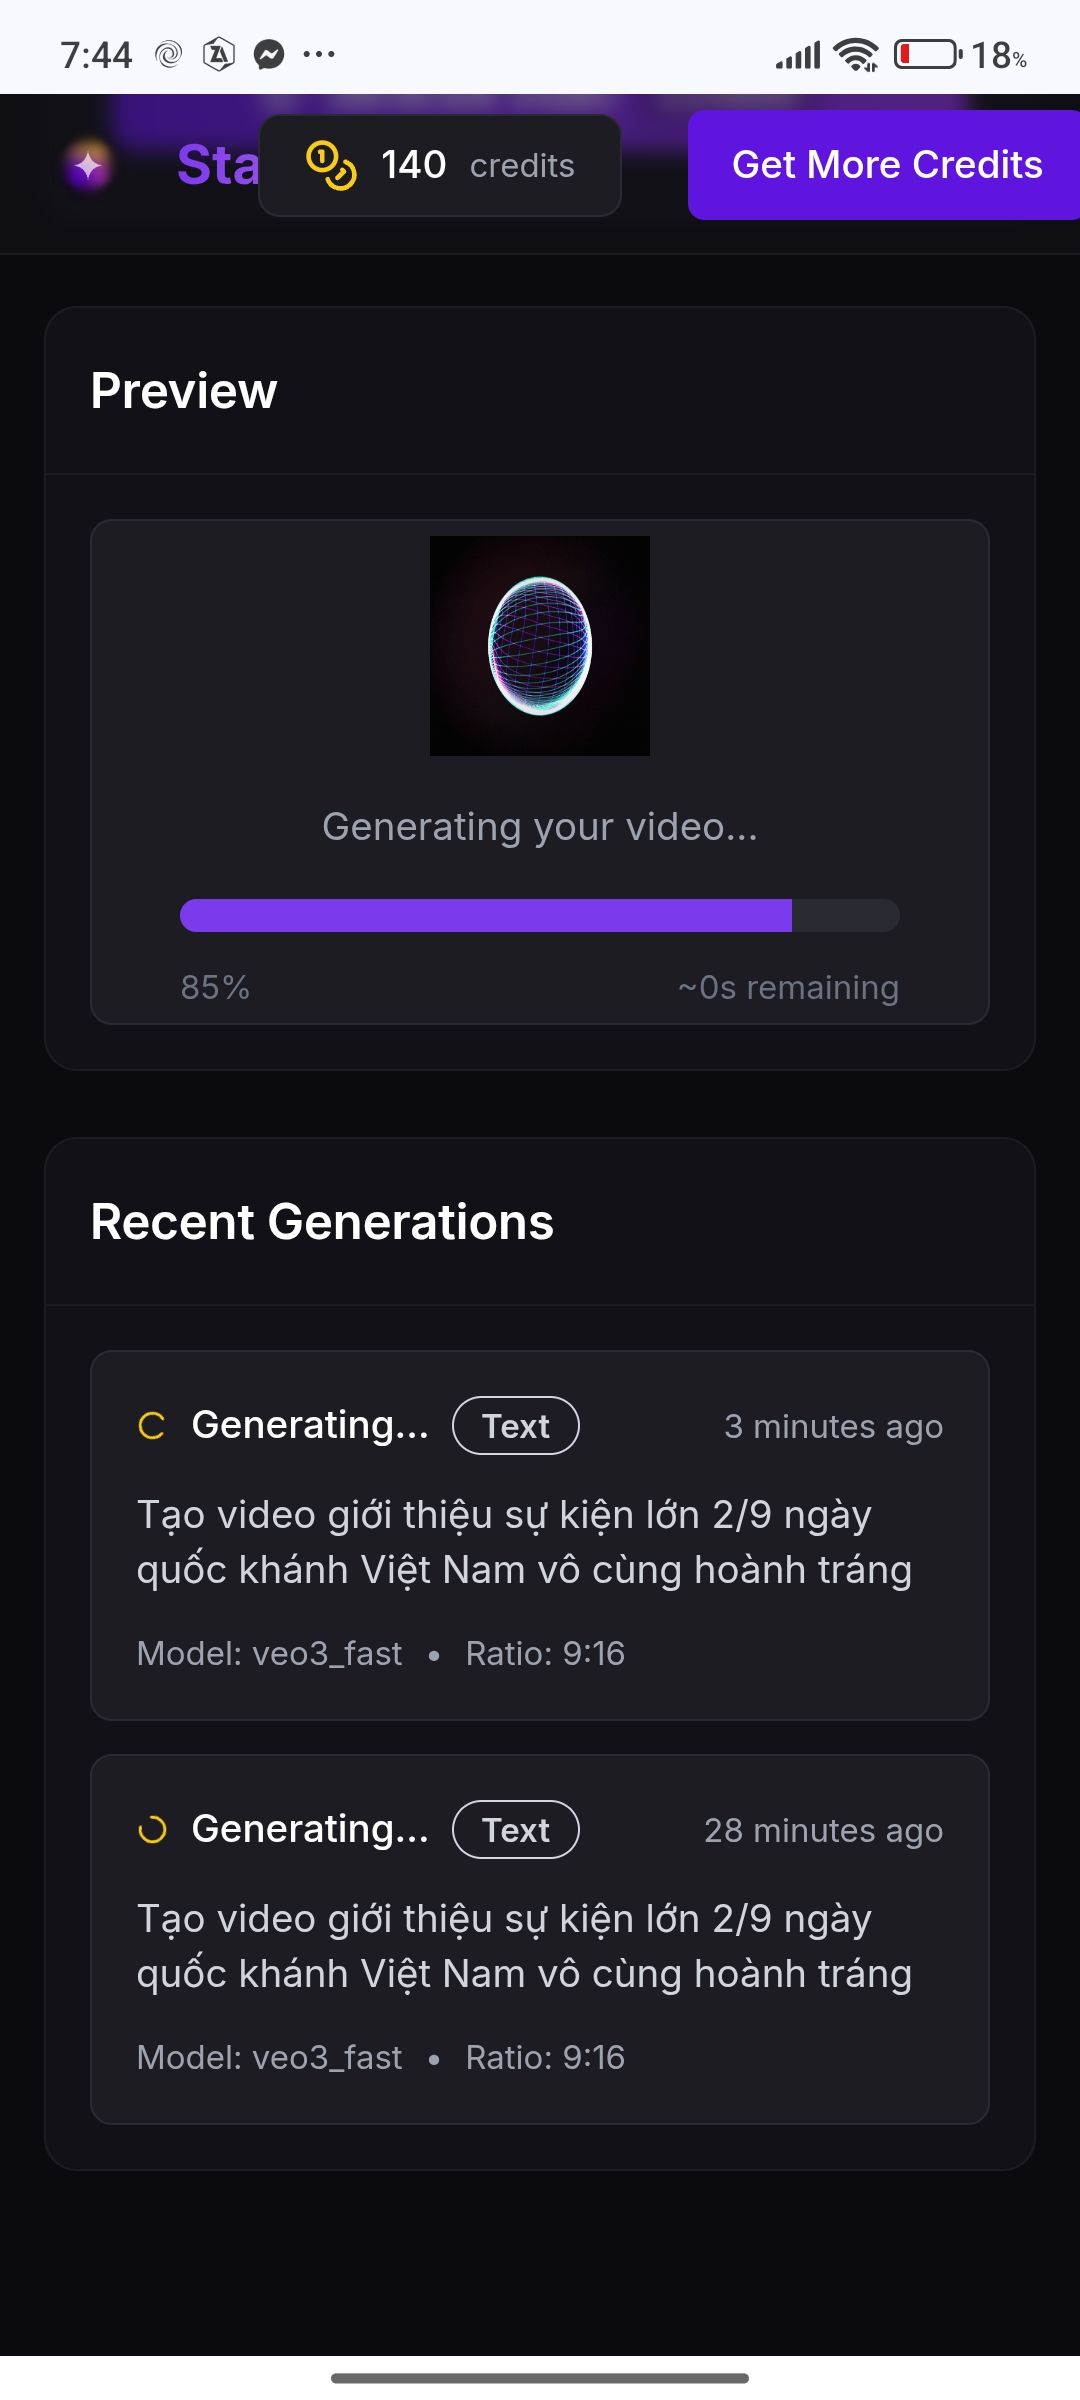 7:44
18%
Sta
140 credits
Get More Credits
Preview
Generating your video...
85%
~0s remaining
Recent Generations
Generating... Text 3 minutes ago
Tạo video giới thiệu sự kiện lớn 2/9 ngày
quốc khánh Việt Nam vô cùng hoành tráng
Model: veo3_fast • Ratio: 9:16
Generating... Text 28 minutes ago
Tạo video giới thiệu sự kiện lớn 2/9 ngày
quốc khánh Việt Nam vô cùng hoành tráng
Model: veo3_fast • Ratio: 9:16